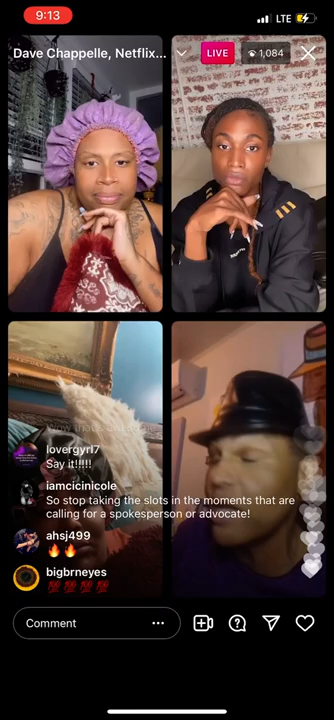 9:13
LTE
Dave Chappelle, Netflix...
LIVE
1,084
lovergyrl7
Say it!!!!!
iamcicinicole
So stop taking the slots in the moments that are
calling for a spokesperson or advocate!
ahsj499
🔥🔥
bigbrneyes
💯💯💯💯
Comment